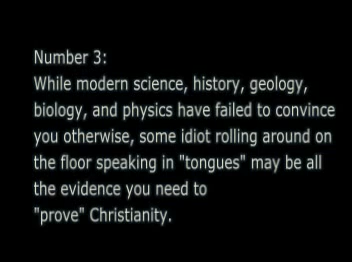 Number 3:
While modern science, history, geology,
biology, and physics have failed to convince
you otherwise, some idiot rolling around on
the floor speaking in "tongues" may be all
the evidence you need to
"prove" Christianity.